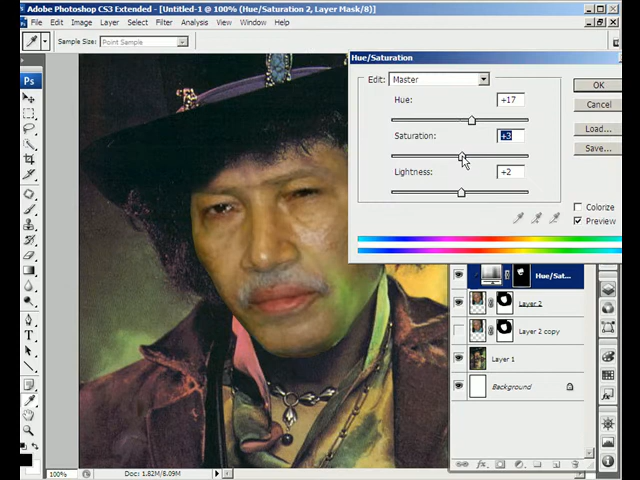 Adobe Photoshop CS3 Extended - [Untitled-1 @ 100% (Hue/Saturation 2, Layer Mask/8)]
File Edit Image Layer Select Filter Analysis View Window Help
Sample Size: Point Sample
Ps
Hue/Saturation
Edit: Master
Hue: +17
Saturation: +3
Lightness: +2
OK
Cancel
Load...
Save...
Colorize
Preview
Hue/Sat...
Layer 2
Layer 2 copy
Layer 1
Background
fx
100% Doc: 1.82M/8.09M